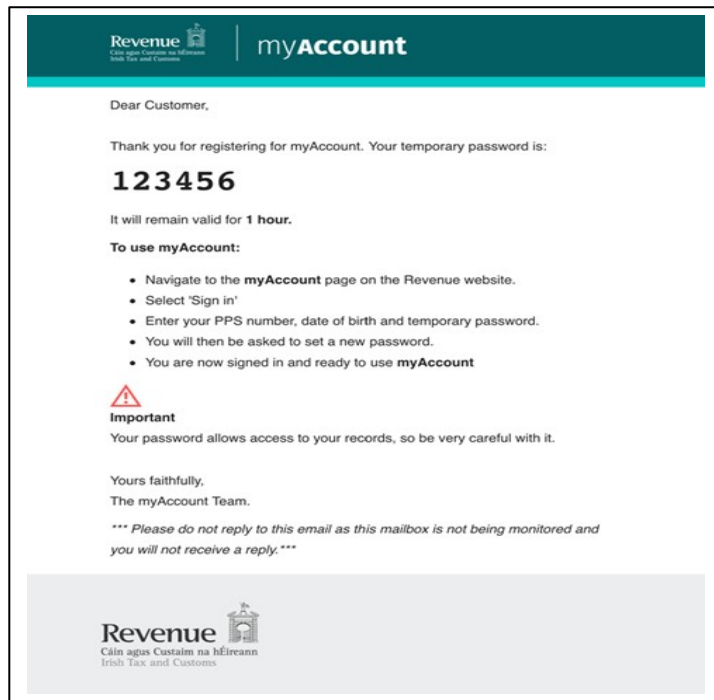 Revenue
Cáin agus Custaim na hÉireann
Irish Tax and Customs
myAccount
Dear Customer,
Thank you for registering for myAccount. Your temporary password is:
123456
It will remain valid for 1 hour.
To use myAccount:
• Navigate to the myAccount page on the Revenue website.
• Select 'Sign in'
• Enter your PPS number, date of birth and temporary password.
• You will then be asked to set a new password.
• You are now signed in and ready to use myAccount
Important
Your password allows access to your records, so be very careful with it.
Yours faithfully,
The myAccount Team.
*** Please do not reply to this email as this mailbox is not being monitored and
you will not receive a reply.***
Revenue
Cáin agus Custaim na hÉireann
Irish Tax and Customs